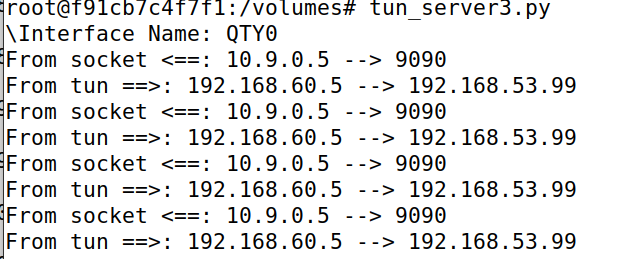 root@f91cb7c4f7f1:/volumes# tun_server3.py
\Interface Name: QTY0
From socket <==: 10.9.0.5 --> 9090
From tun ==>: 192.168.60.5 --> 192.168.53.99
From socket <==: 10.9.0.5 --> 9090
From tun ==>: 192.168.60.5 --> 192.168.53.99
From socket <==: 10.9.0.5 --> 9090
From tun ==>: 192.168.60.5 --> 192.168.53.99
From socket <==: 10.9.0.5 --> 9090
From tun ==>: 192.168.60.5 --> 192.168.53.99